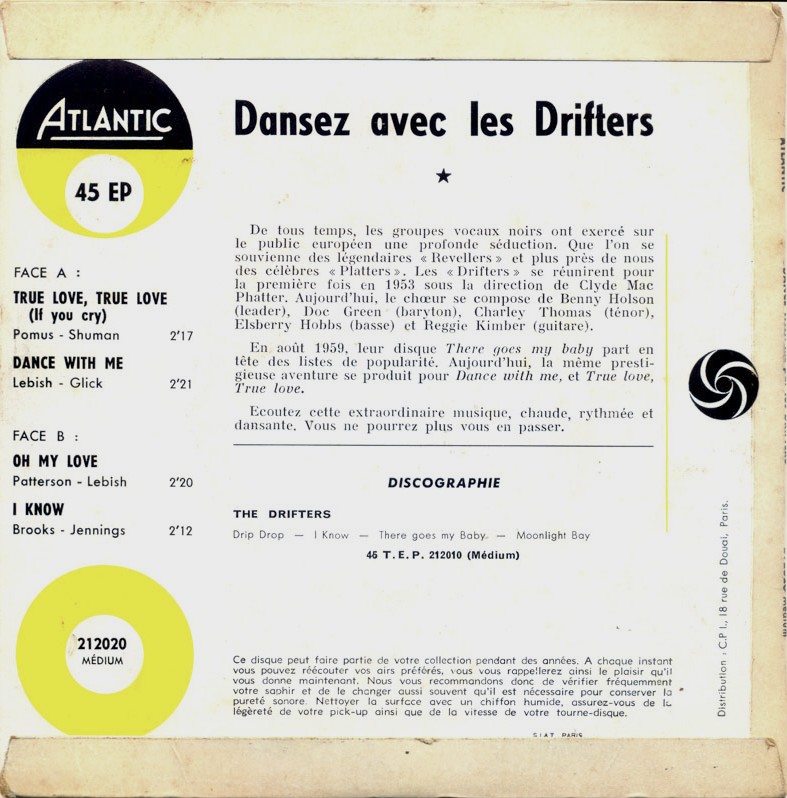 ATLANTIC
45 EP
Dansez avec les Drifters
★
FACE A :
TRUE LOVE, TRUE LOVE
(If you cry)
Pomus - Shuman 2'17
DANCE WITH ME
Lebish - Glick 2'21
FACE B :
OH MY LOVE
Patterson - Lebish 2'20
I KNOW
Brooks - Jennings 2'12
212020
MÉDIUM
De tous temps, les groupes vocaux noirs ont exercé sur
le public européen une profonde séduction. Que l'on se
souvienne des légendaires « Revellers » et plus près de nous
des célèbres « Platters ». Les « Drifters » se réunirent pour
la première fois en 1953 sous la direction de Clyde Mac
Phatter. Aujourd'hui, le chœur se compose de Benny Holson
(leader), Doc Green (baryton), Charley Thomas (ténor),
Elsberry Hobbs (basse) et Reggie Kimber (guitare).
En août 1959, leur disque There goes my baby part en
tête des listes de popularité. Aujourd'hui, la même presti-
gieuse aventure se produit pour Dance with me, et True love,
True love.
Ecoutez cette extraordinaire musique, chaude, rythmée et
dansante. Vous ne pourrez plus vous en passer.
DISCOGRAPHIE
THE DRIFTERS
Drip Drop — I Know — There goes my Baby. — Moonlight Bay
45 T. E. P. 212010 (Médium)
Ce disque peut faire partie de votre collection pendant des années. A chaque instant
vous pouvez réécouter vos airs préférés, vous vous rappellerez ainsi le plaisir qu'il
vous donne maintenant. Nous vous recommandons donc de vérifier fréquemment
votre saphir et de le changer aussi souvent qu'il est nécessaire pour conserver la
pureté sonore. Nettoyer la surface avec un chiffon humide, assurez-vous de la
légèreté de votre pick-up ainsi que de la vitesse de votre tourne-disque.
S.I.A.T. PARIS
Distribution : C.P.I., 18 rue de Douai, Paris.